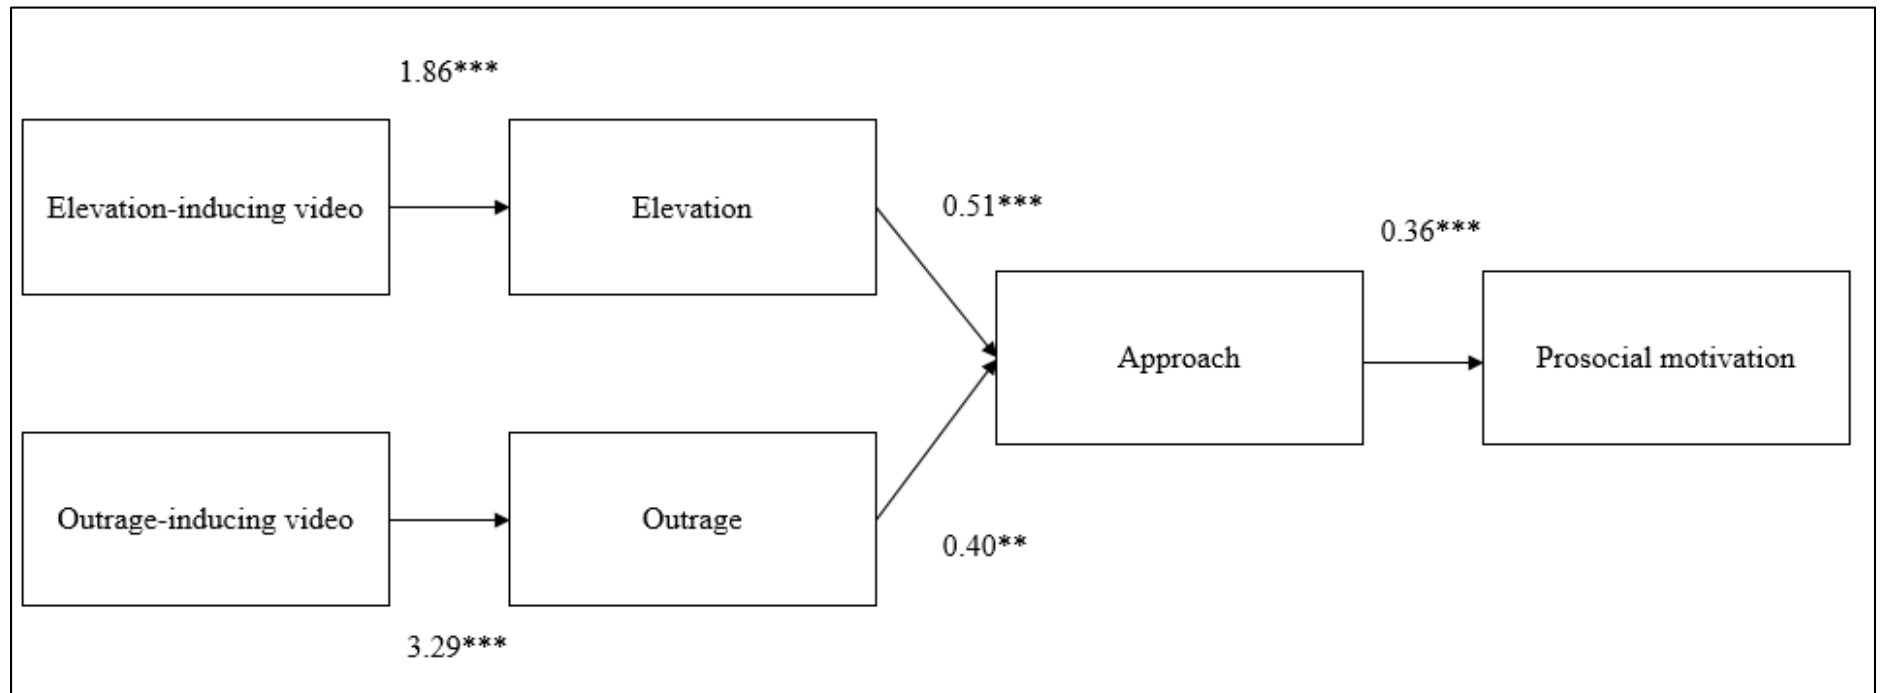 1.86***
Elevation-inducing video
Elevation
0.51***
0.36***
Approach
Prosocial motivation
Outrage-inducing video
Outrage
0.40**
3.29***